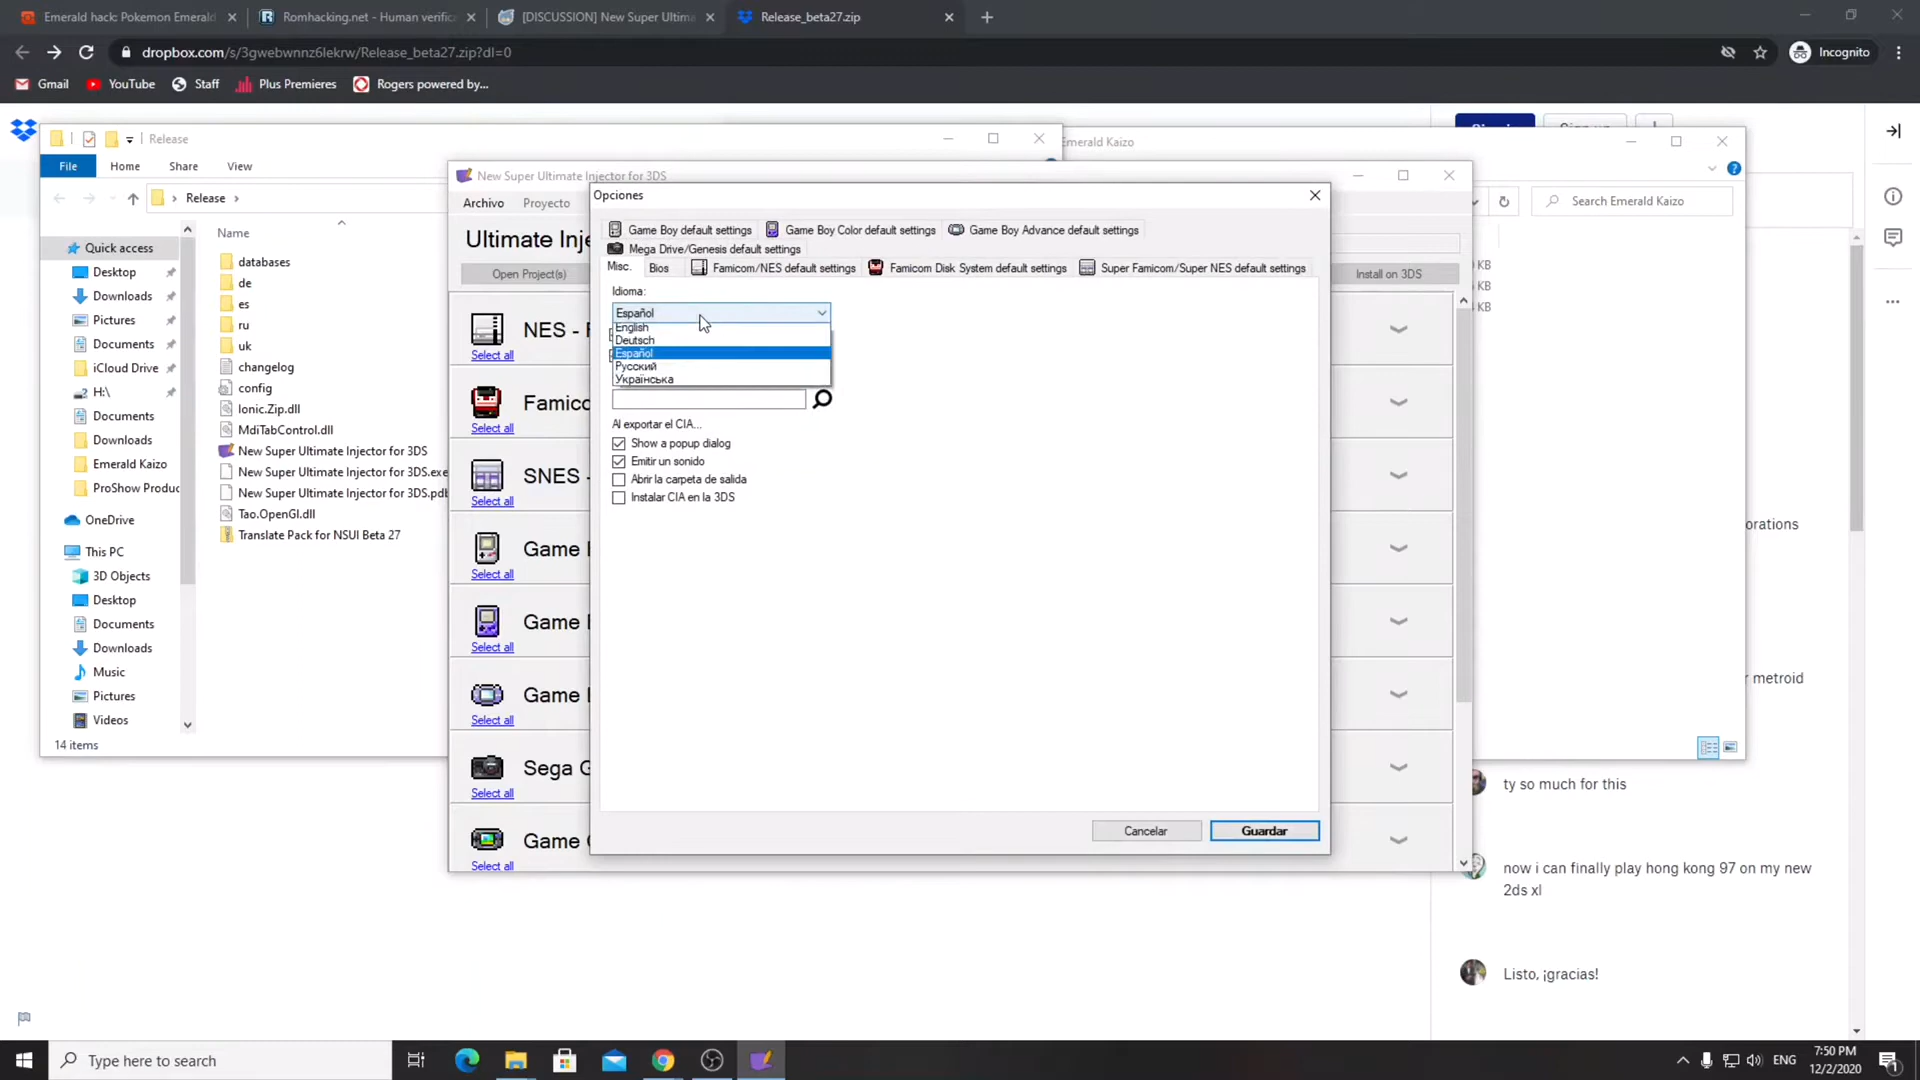 Emerald hack: Pokemon Emerald
Romhacking.net - Human verific
[DISCUSSION] New Super Ultima
Release_beta27.zip
dropbox.com/s/3gwebwnnz6lekrw/Release_beta27.zip?dl=0
Incognito
Gmail
YouTube
Staff
Plus Premieres
Rogers powered by...
Release
File
Home
Share
View
Release
Name
Quick access
Desktop
Downloads
Pictures
Documents
iCloud Drive
H:\
Documents
Downloads
Emerald Kaizo
ProShow Produc
OneDrive
This PC
3D Objects
Desktop
Documents
Downloads
Music
Pictures
Videos
14 items
databases
de
es
ru
uk
changelog
config
Ionic.Zip.dll
MdiTabControl.dll
New Super Ultimate Injector for 3DS
New Super Ultimate Injector for 3DS.exe
New Super Ultimate Injector for 3DS.pdb
Tao.OpenGl.dll
Translate Pack for NSUI Beta 27
New Super Ultimate Injector for 3DS
Archivo
Proyecto
Ultimate Inje
Open Project(s)
Install on 3DS
NES - F
Select all
Famico
Select all
SNES -
Select all
Game B
Select all
Game B
Select all
Game B
Select all
Sega G
Select all
Game G
Select all
Opciones
Game Boy default settings
Game Boy Color default settings
Game Boy Advance default settings
Mega Drive/Genesis default settings
Misc.
Bios
Famicom/NES default settings
Famicom Disk System default settings
Super Famicom/Super NES default settings
Idioma:
Español
English
Deutsch
Español
Русский
Українська
Al exportar el CIA...
Show a popup dialog
Emitir un sonido
Abrir la carpeta de salida
Instalar CIA en la 3DS
Cancelar
Guardar
Emerald Kaizo
Search Emerald Kaizo
KB
KB
KB
orations
r metroid
ty so much for this
now i can finally play hong kong 97 on my new
2ds xl
Listo, ¡gracias!
Type here to search
ENG
7:50 PM
12/2/2020
1